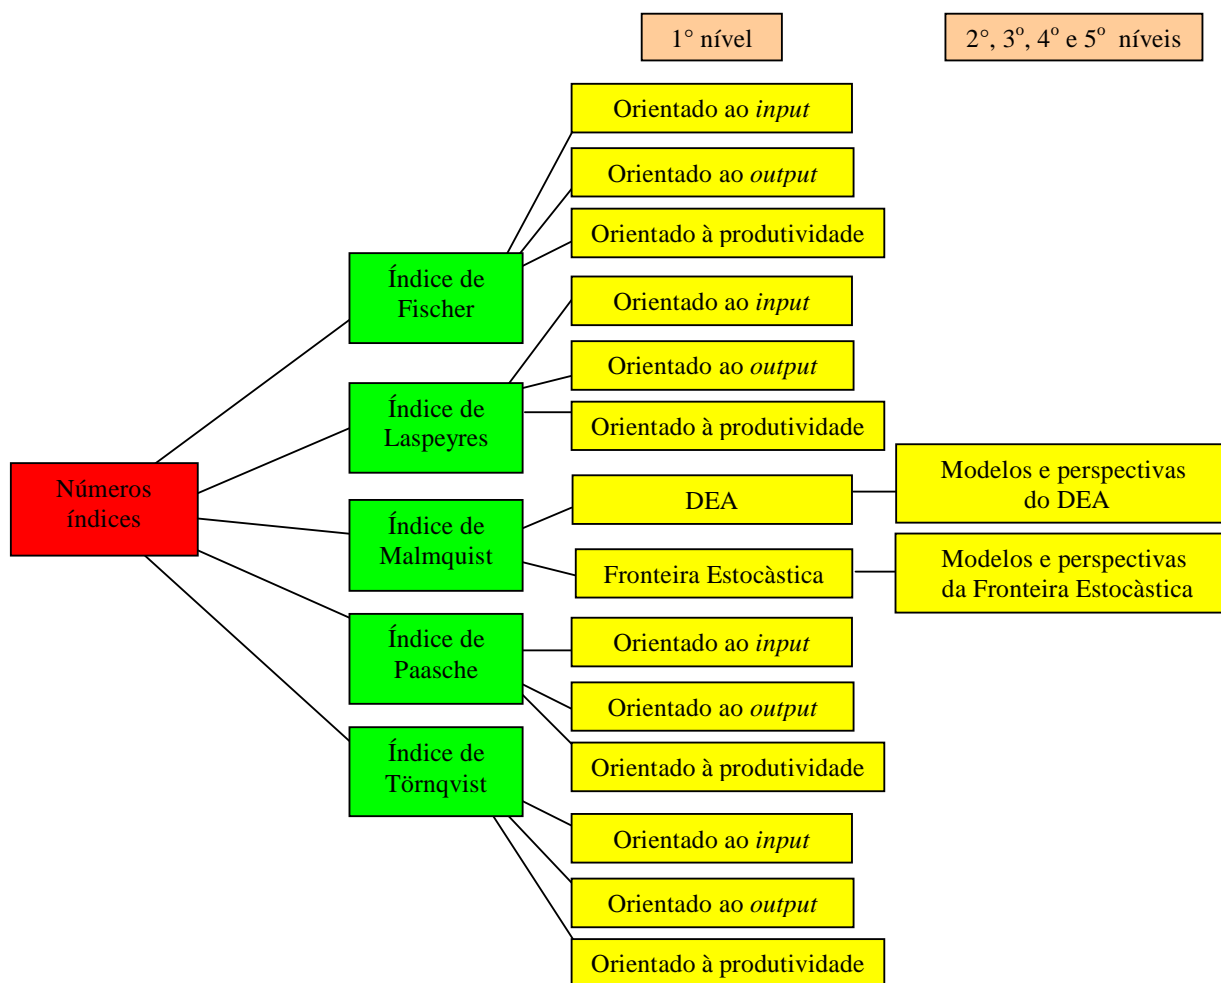 1° nível
2°, 3º, 4º e 5º níveis
Orientado ao input
Orientado ao output
Orientado à produtividade
Índice de
Fischer
Orientado ao input
Orientado ao output
Orientado à produtividade
Índice de
Laspeyres
Números
índices
DEA
Modelos e perspectivas
do DEA
Índice de
Malmquist
Fronteira Estocàstica
Modelos e perspectivas
da Fronteira Estocàstica
Índice de
Paasche
Orientado ao input
Orientado ao output
Orientado à produtividade
Índice de
Törnqvist
Orientado ao input
Orientado ao output
Orientado à produtividade